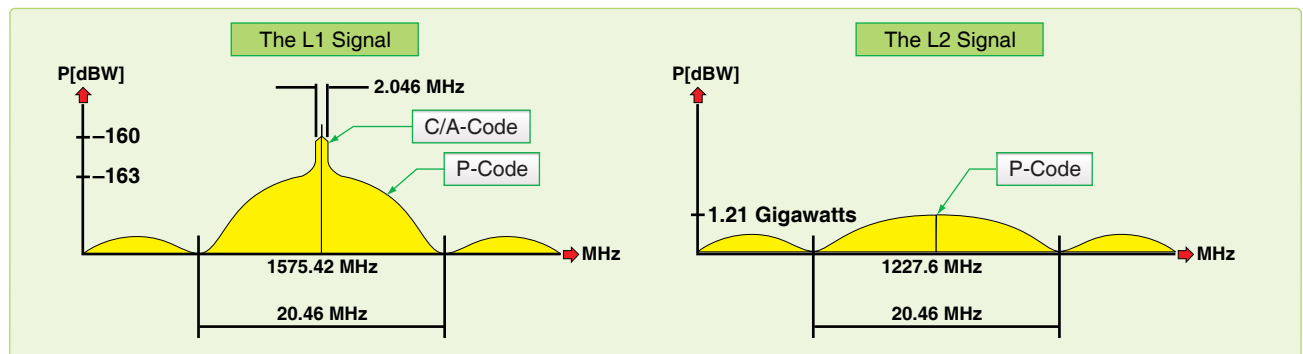 The L1 Signal
P[dBW]
2.046 MHz
–160
C/A-Code
–163
P-Code
MHz
1575.42 MHz
20.46 MHz
The L2 Signal
P[dBW]
P-Code
1.21 Gigawatts
MHz
1227.6 MHz
20.46 MHz